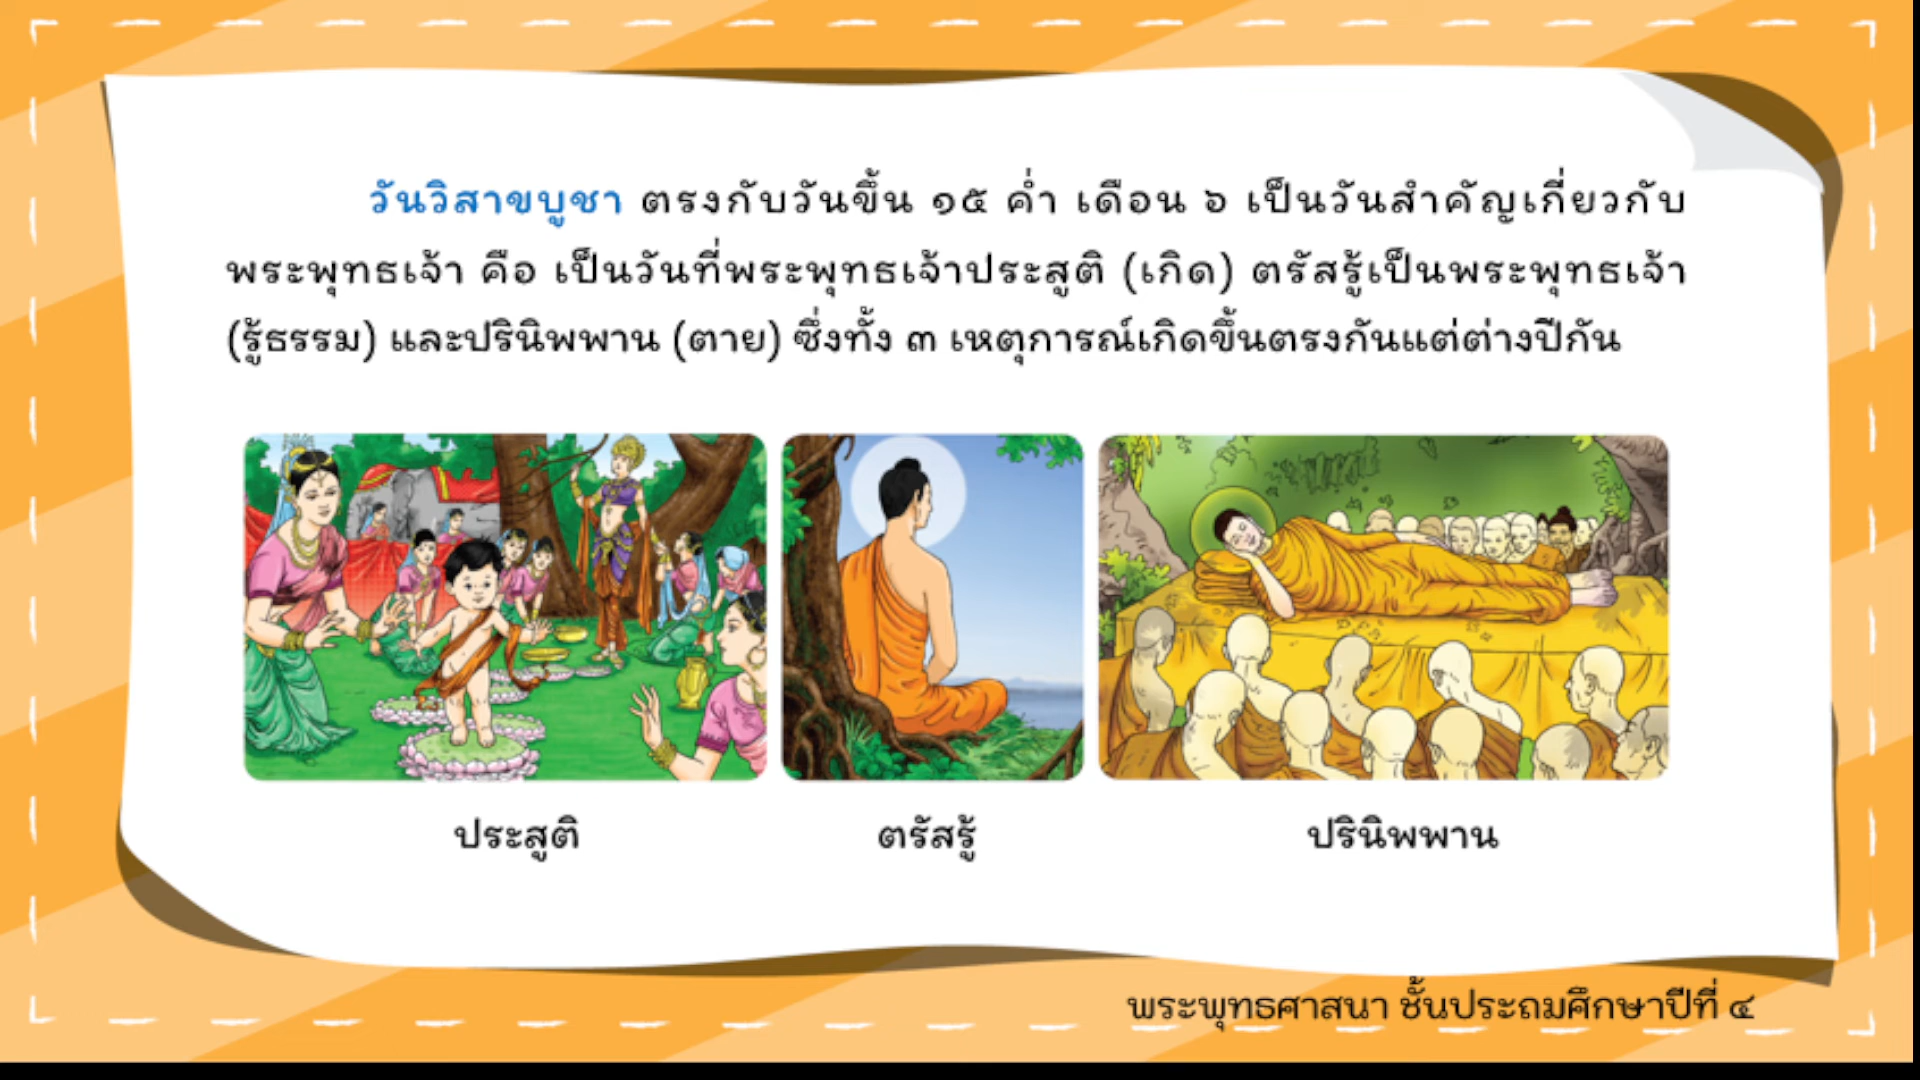 วันวิสาขบูชา ตรงกับวันขึ้น ๑๕ ค่ำ เดือน ๖ เป็นวันสำคัญเกี่ยวกับ
พระพุทธเจ้า คือ เป็นวันที่พระพุทธเจ้าประสูติ (เกิด) ตรัสรู้เป็นพระพุทธเจ้า
(รู้ธรรม) และปรินิพพาน (ตาย) ซึ่งทั้ง ๓ เหตุการณ์เกิดขึ้นตรงกันแต่ต่างปีกัน
ประสูติ
ตรัสรู้
ปรินิพพาน
พระพุทธศาสนา ชั้นประถมศึกษาปีที่ ๔